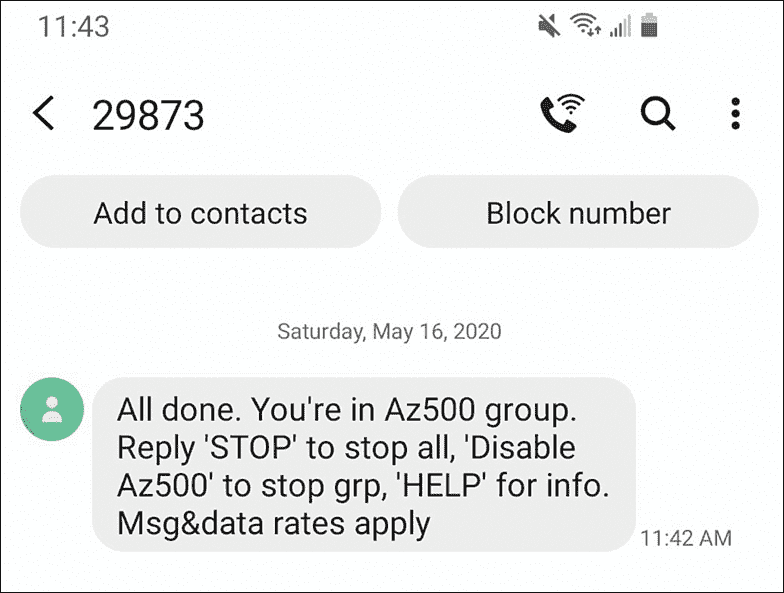 11:43
29873
Add to contacts
Block number
Saturday, May 16, 2020
All done. You're in Az500 group.
Reply 'STOP' to stop all, 'Disable
Az500' to stop grp, 'HELP' for info.
Msg&data rates apply
11:42 AM